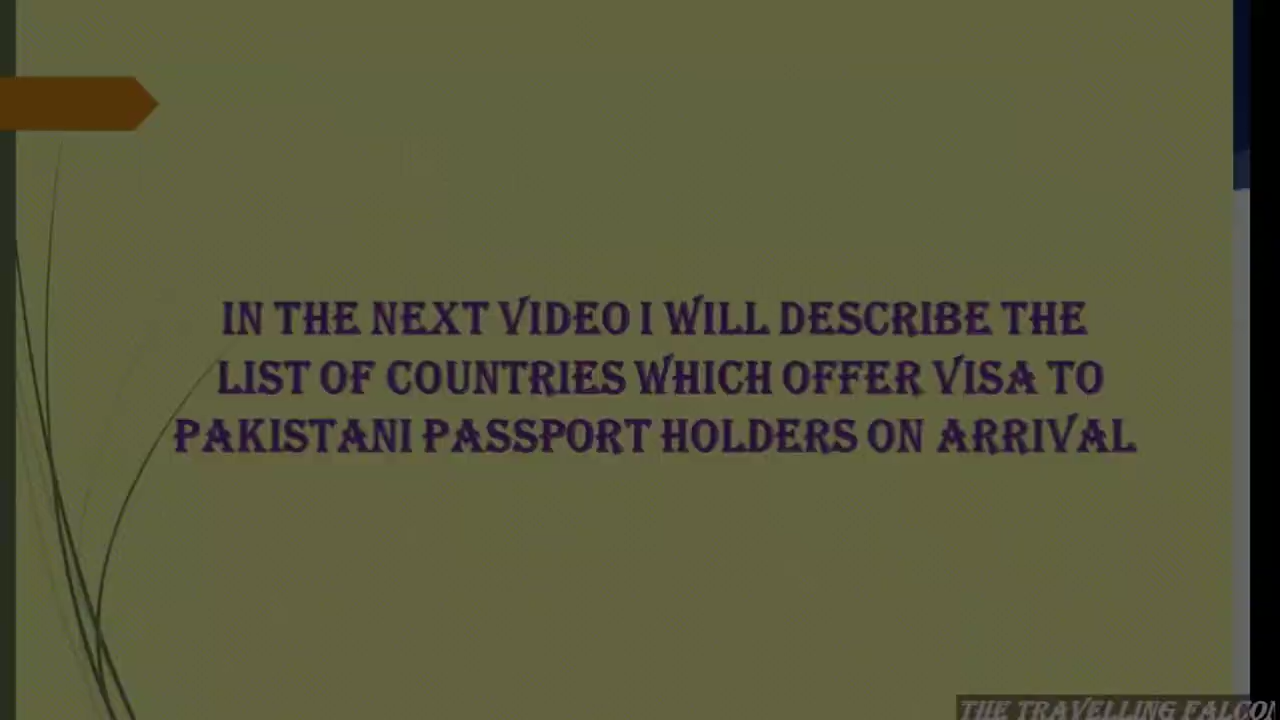 IN THE NEXT VIDEO I WILL DESCRIBE THE
LIST OF COUNTRIES WHICH OFFER VISA TO
PAKISTANI PASSPORT HOLDERS ON ARRIVAL
THE TRAVELLING FALCON